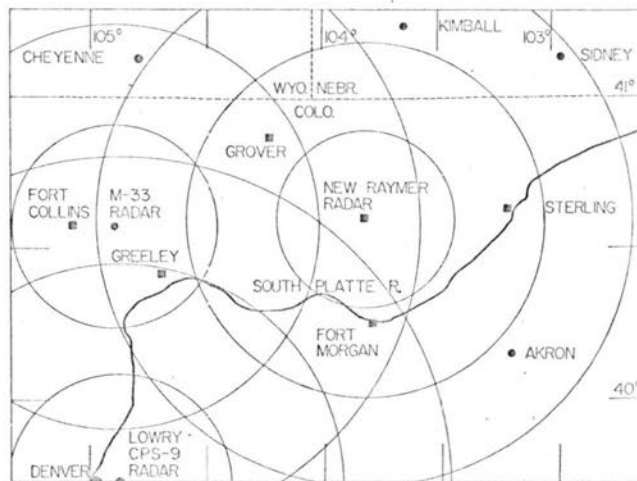 KIMBALL
105°
104°
103°
CHEYENNE
SIDNEY
WYO.
NEBR.
41°
COLO.
GROVER
FORT
COLLINS
M-33
RADAR
NEW RAYMER
RADAR
STERLING
GREELEY
SOUTH PLATTE R.
FORT
MORGAN
AKRON
40°
LOWRY
CPS-9
RADAR
DENVER